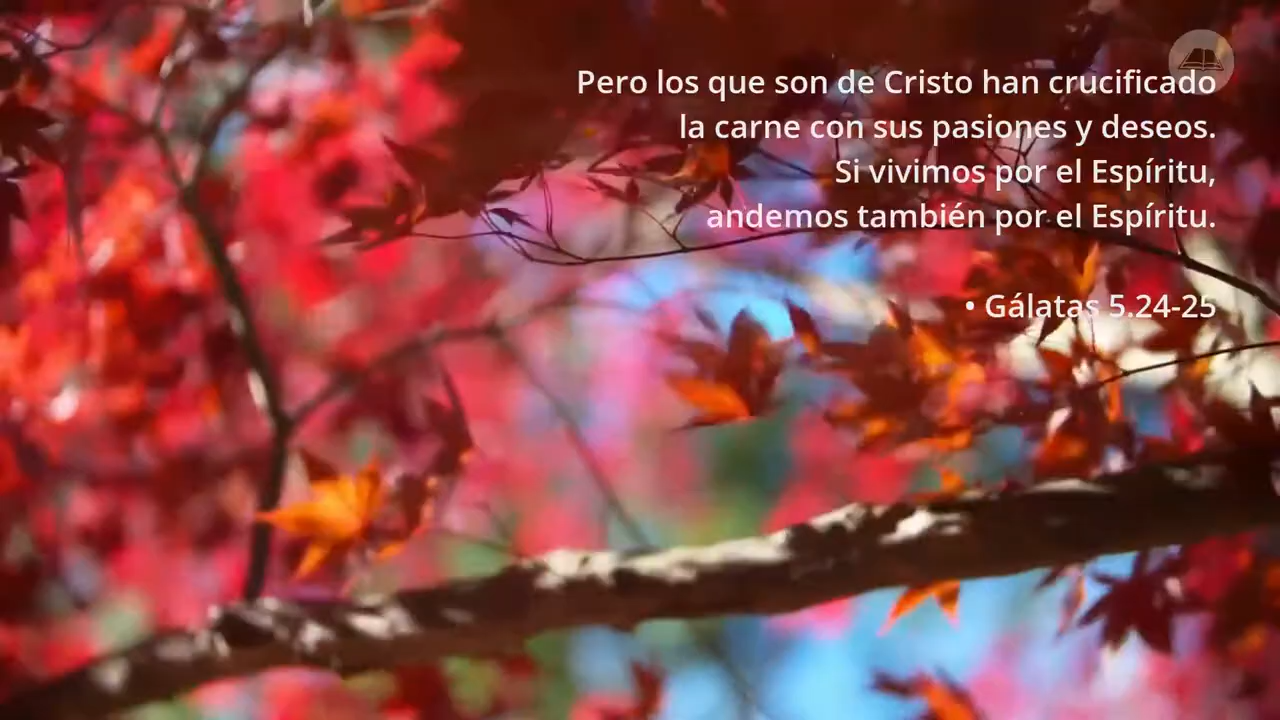 Pero los que son de Cristo han crucificado
la carne con sus pasiones y deseos.
Si vivimos por el Espíritu,
andemos también por el Espíritu.
• Gálatas 5.24-25